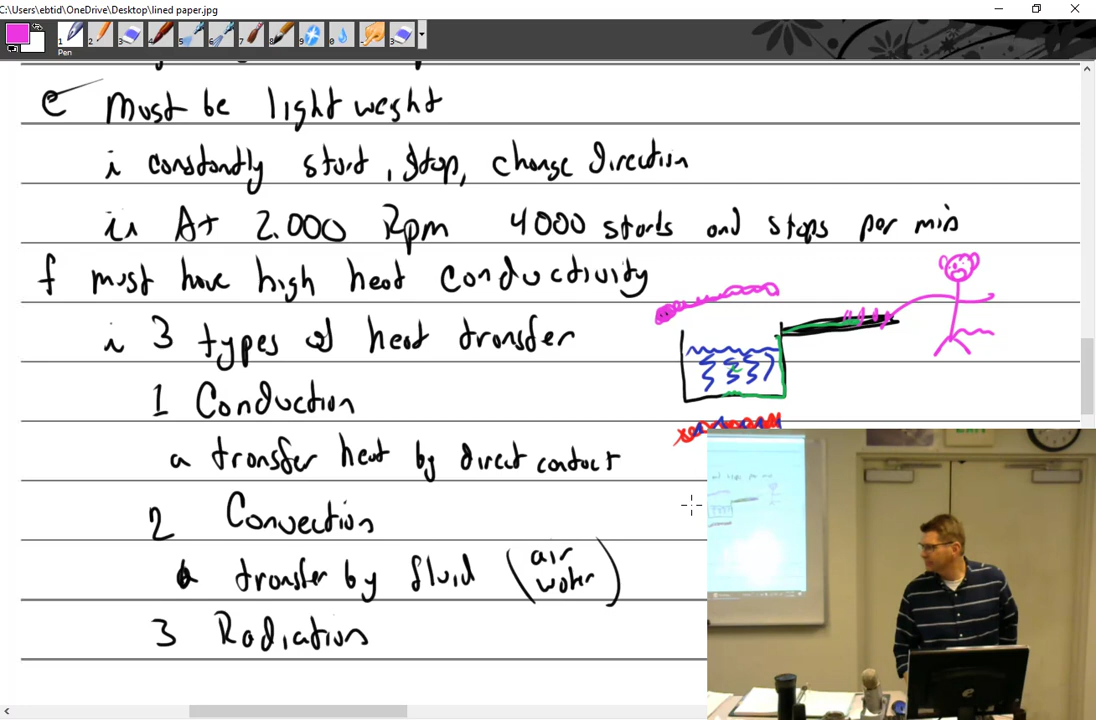 C:\Users\ebtid\OneDrive\Desktop\lined paper.jpg
Pen
e must be light weight
i constantly start, stop, change direction
ii At 2.000 Rpm 4000 starts and stops per min
f must have high heat conductivity
i 3 types of heat transfer
1 Conduction
a transfer heat by direct contact
2 Convection
a transfer by fluid (air water)
3 Radiation